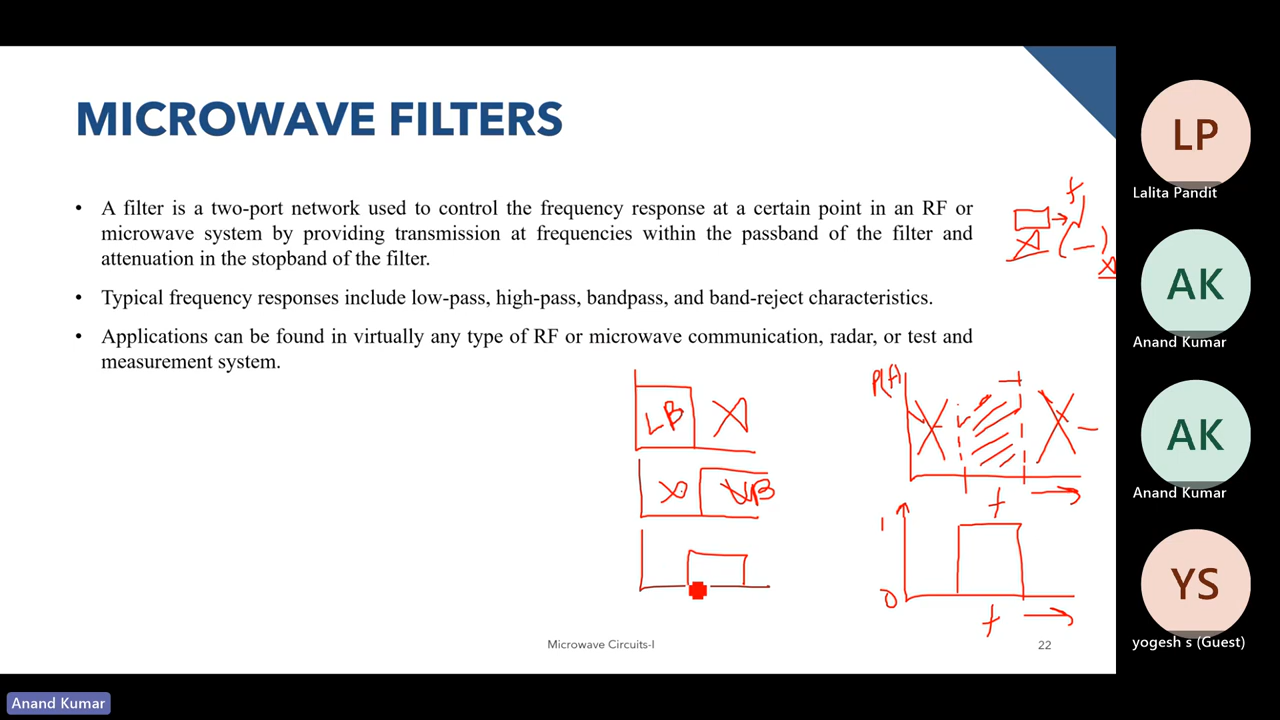 MICROWAVE FILTERS
• A filter is a two-port network used to control the frequency response at a certain point in an RF or
microwave system by providing transmission at frequencies within the passband of the filter and
attenuation in the stopband of the filter.
• Typical frequency responses include low-pass, high-pass, bandpass, and band-reject characteristics.
• Applications can be found in virtually any type of RF or microwave communication, radar, or test and
measurement system.
f
LB
P(f)
f
1
0
f
Microwave Circuits-I
22
LP
Lalita Pandit
AK
Anand Kumar
AK
Anand Kumar
YS
yogesh s (Guest)
Anand Kumar